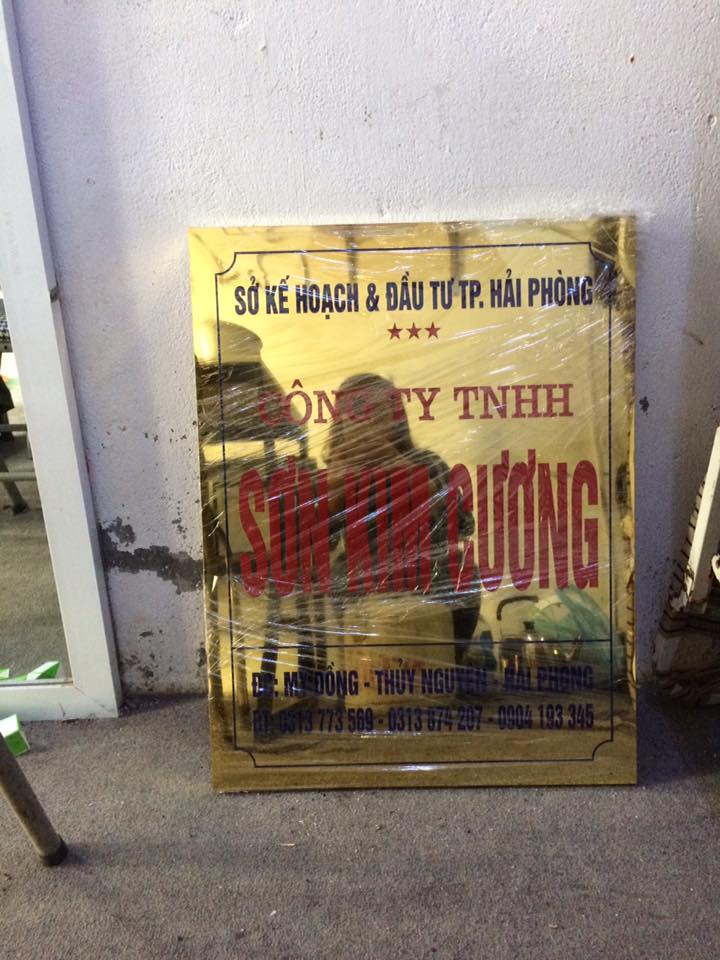 SỞ KẾ HOẠCH & ĐẦU TƯ TP. HẢI PHÒNG
CÔNG TY TNHH
SƠN KIM CƯƠNG
ĐC: MỸ ĐỒNG - THỦY NGUYÊN - HẢI PHÒNG
ĐT: 0313 773 569 - 0313 674 207 - 0904 193 345